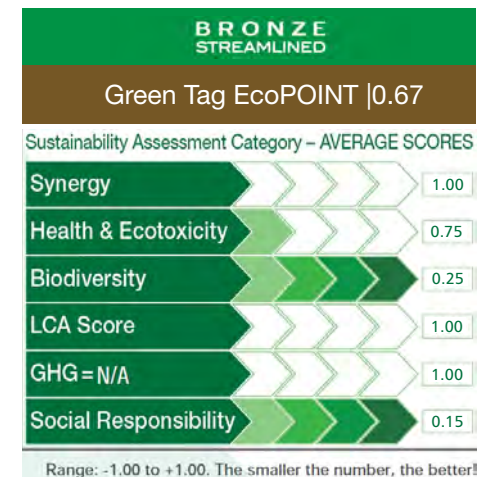 BRONZE
STREAMLINED
Green Tag EcoPOINT |0.67
Sustainability Assessment Category – AVERAGE SCORES
Synergy 1.00
Health & Ecotoxicity 0.75
Biodiversity 0.25
LCA Score 1.00
GHG = N/A 1.00
Social Responsibility 0.15
Range: -1.00 to +1.00. The smaller the number, the better!